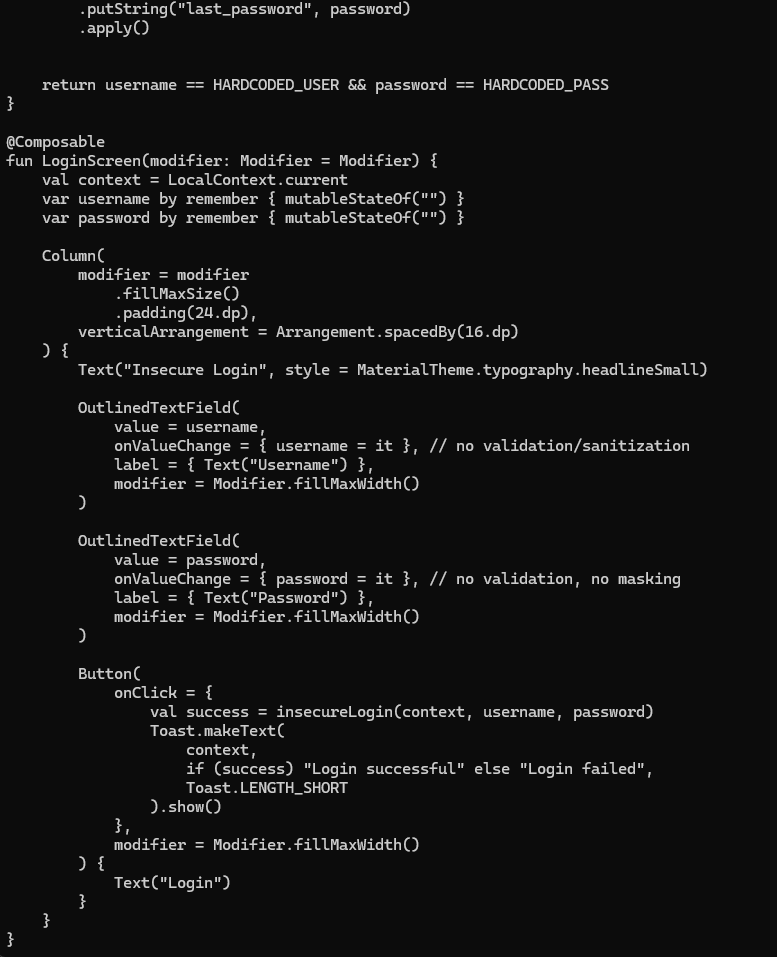 .putString("last_password", password)
        .apply()

    return username == HARDCODED_USER && password == HARDCODED_PASS
}

@Composable
fun LoginScreen(modifier: Modifier = Modifier) {
    val context = LocalContext.current
    var username by remember { mutableStateOf("") }
    var password by remember { mutableStateOf("") }

    Column(
        modifier = modifier
            .fillMaxSize()
            .padding(24.dp),
        verticalArrangement = Arrangement.spacedBy(16.dp)
    ) {
        Text("Insecure Login", style = MaterialTheme.typography.headlineSmall)

        OutlinedTextField(
            value = username,
            onValueChange = { username = it }, // no validation/sanitization
            label = { Text("Username") },
            modifier = Modifier.fillMaxWidth()
        )

        OutlinedTextField(
            value = password,
            onValueChange = { password = it }, // no validation, no masking
            label = { Text("Password") },
            modifier = Modifier.fillMaxWidth()
        )

        Button(
            onClick = {
                val success = insecureLogin(context, username, password)
                Toast.makeText(
                    context,
                    if (success) "Login successful" else "Login failed",
                    Toast.LENGTH_SHORT
                ).show()
            },
            modifier = Modifier.fillMaxWidth()
        ) {
            Text("Login")
        }
    }
}